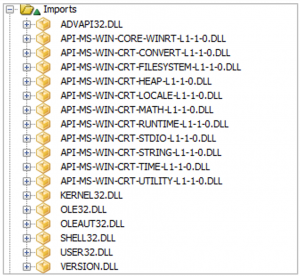 Imports
ADVAPI32.DLL
API-MS-WIN-CORE-WINRT-L1-1-0.DLL
API-MS-WIN-CRT-CONVERT-L1-1-0.DLL
API-MS-WIN-CRT-FILESYSTEM-L1-1-0.DLL
API-MS-WIN-CRT-HEAP-L1-1-0.DLL
API-MS-WIN-CRT-LOCALE-L1-1-0.DLL
API-MS-WIN-CRT-MATH-L1-1-0.DLL
API-MS-WIN-CRT-RUNTIME-L1-1-0.DLL
API-MS-WIN-CRT-STDIO-L1-1-0.DLL
API-MS-WIN-CRT-STRING-L1-1-0.DLL
API-MS-WIN-CRT-TIME-L1-1-0.DLL
API-MS-WIN-CRT-UTILITY-L1-1-0.DLL
KERNEL32.DLL
OLE32.DLL
OLEAUT32.DLL
SHELL32.DLL
USER32.DLL
VERSION.DLL